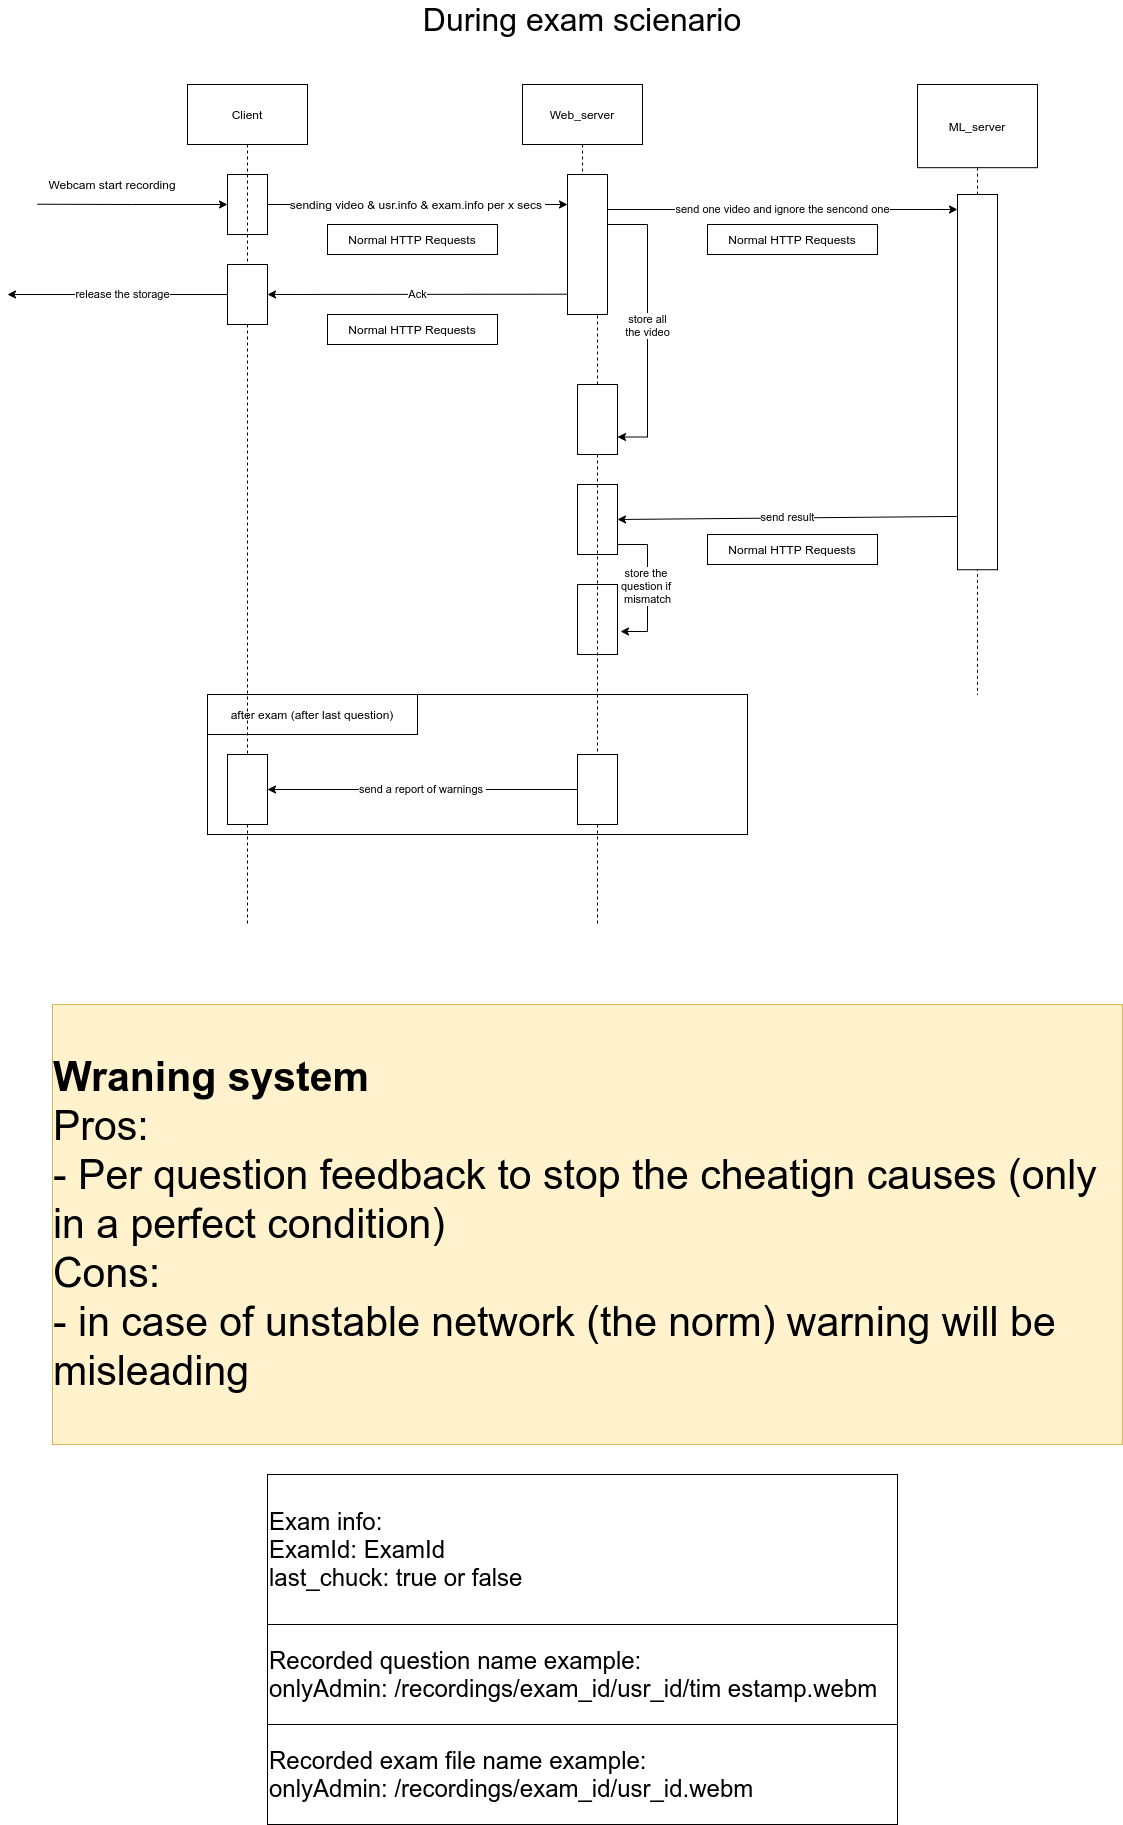 During exam scienario
Client
Web_server
ML_server
Webcam start recording
sending video & usr.info & exam.info per x secs
send one video and ignore the sencond one
Normal HTTP Requests
Normal HTTP Requests
release the storage
Ack
store all
the video
Normal HTTP Requests
send result
Normal HTTP Requests
store the
question if
mismatch
after exam (after last question)
send a report of warnings
Wraning system
Pros:
- Per question feedback to stop the cheatign causes (only
in a perfect condition)
Cons:
- in case of unstable network (the norm) warning will be
misleading
Exam info:
ExamId: ExamId
last_chuck: true or false
Recorded question name example:
onlyAdmin: /recordings/exam_id/usr_id/tim estamp.webm
Recorded exam file name example:
onlyAdmin: /recordings/exam_id/usr_id.webm